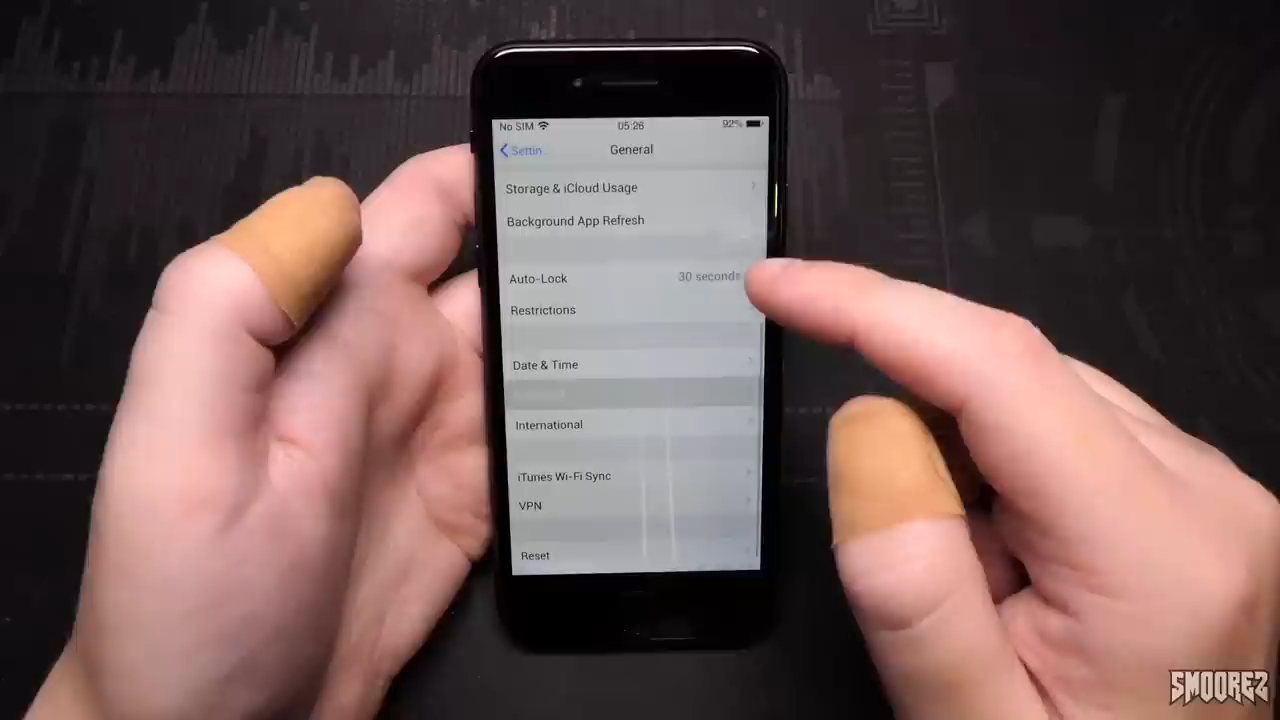 No SIM 05:26 92%
Settin.. General
Storage & iCloud Usage
Background App Refresh
Auto-Lock 30 seconds
Restrictions
Date & Time
International
iTunes Wi-Fi Sync
VPN
Reset
SMOOREZ